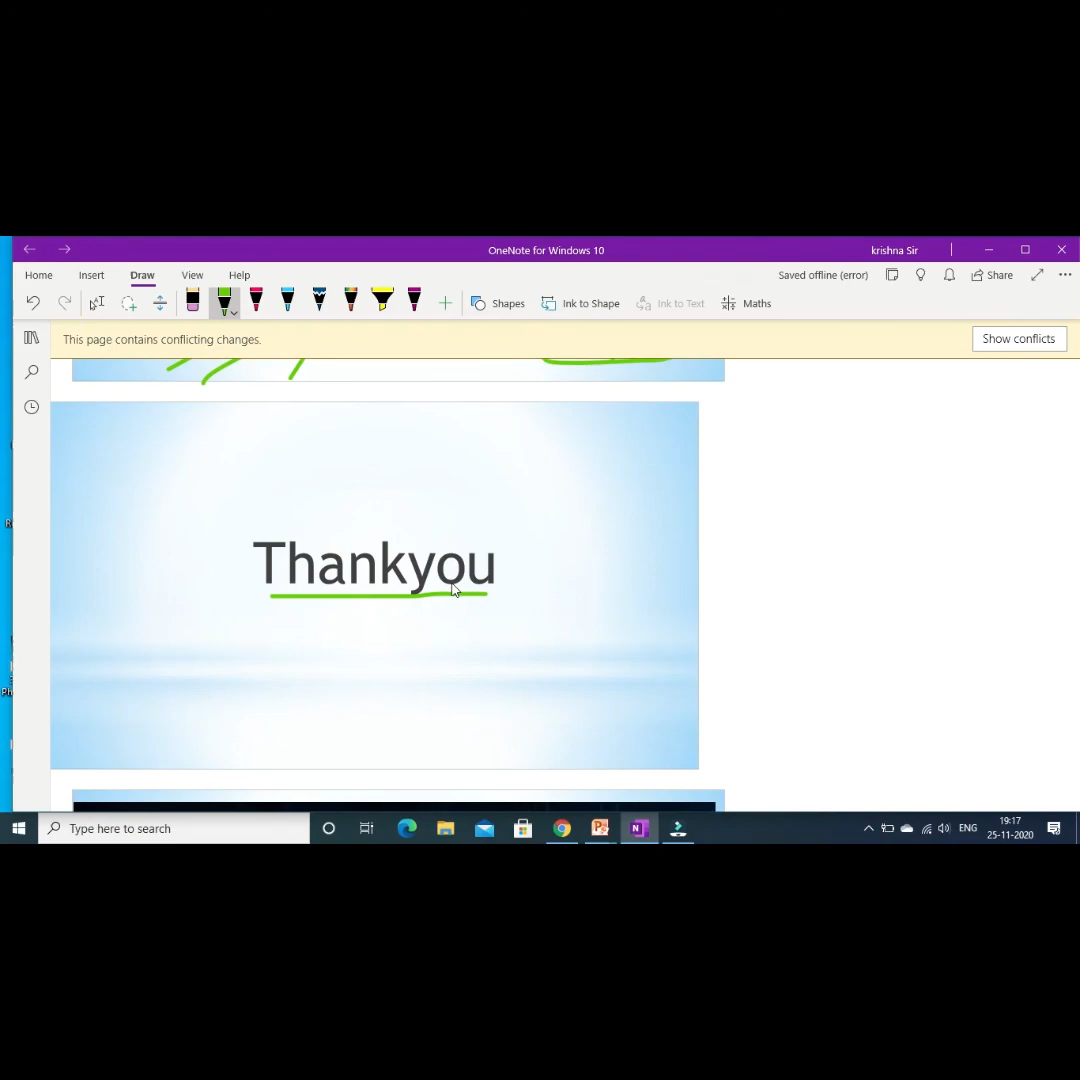 OneNote for Windows 10
krishna Sir
Home Insert Draw View Help
Saved offline (error)
Share
Shapes
Ink to Shape
Ink to Text
Maths
This page contains conflicting changes.
Show conflicts
Thankyou
Type here to search
ENG
19:17
25-11-2020